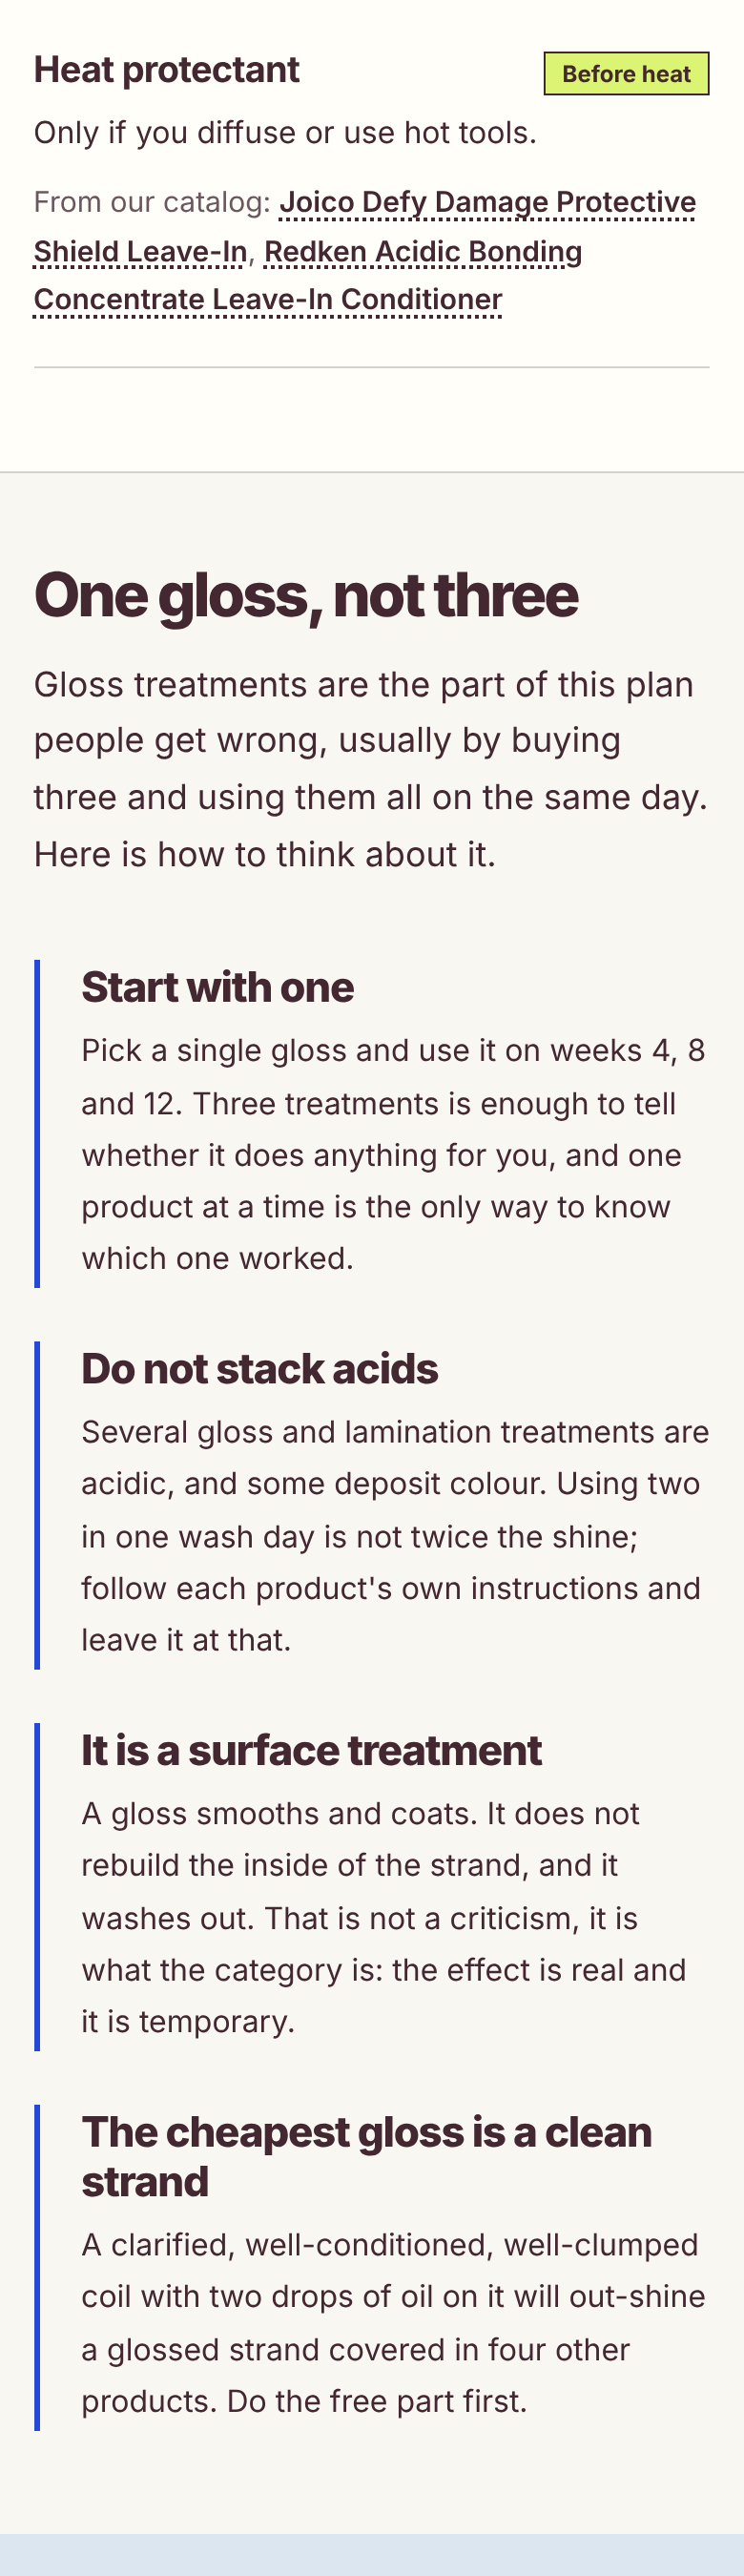 Heat protectant
Before heat
Only if you diffuse or use hot tools.
From our catalog: Joico Defy Damage Protective
Shield Leave-In, Redken Acidic Bonding
Concentrate Leave-In Conditioner
One gloss, not three
Gloss treatments are the part of this plan
people get wrong, usually by buying
three and using them all on the same day.
Here is how to think about it.
Start with one
Pick a single gloss and use it on weeks 4, 8
and 12. Three treatments is enough to tell
whether it does anything for you, and one
product at a time is the only way to know
which one worked.
Do not stack acids
Several gloss and lamination treatments are
acidic, and some deposit colour. Using two
in one wash day is not twice the shine;
follow each product's own instructions and
leave it at that.
It is a surface treatment
A gloss smooths and coats. It does not
rebuild the inside of the strand, and it
washes out. That is not a criticism, it is
what the category is: the effect is real and
it is temporary.
The cheapest gloss is a clean
strand
A clarified, well-conditioned, well-clumped
coil with two drops of oil on it will out-shine
a glossed strand covered in four other
products. Do the free part first.